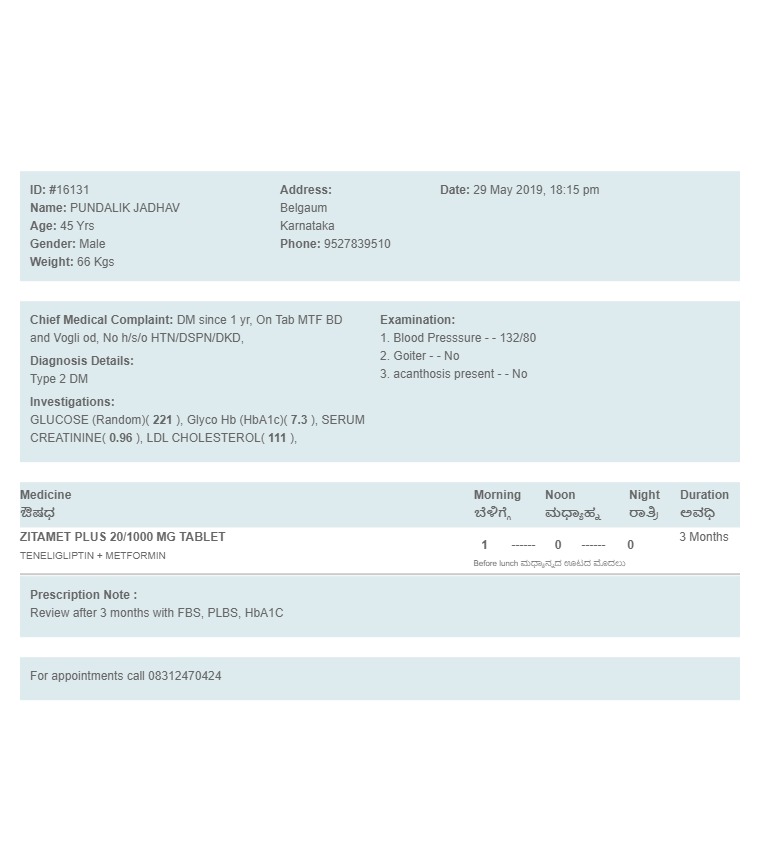 ID: #16131
Name: PUNDALIK JADHAV
Age: 45 Yrs
Gender: Male
Weight: 66 Kgs
Address:
Belgaum
Karnataka
Phone: 9527839510
Date: 29 May 2019, 18:15 pm
Chief Medical Complaint: DM since 1 yr, On Tab MTF BD
and Vogli od, No h/s/o HTN/DSPN/DKD,
Diagnosis Details:
Type 2 DM
Investigations:
GLUCOSE (Random)( 221 ), Glyco Hb (HbA1c)( 7.3 ), SERUM
CREATININE( 0.96 ), LDL CHOLESTEROL( 111 ),
Examination:
1. Blood Presssure - - 132/80
2. Goiter - - No
3. acanthosis present - - No
Medicine Morning Noon Night Duration
ಔಷಧ ಬೆಳಿಗ್ಗೆ ಮಧ್ಯಾಹ್ನ ರಾತ್ರಿ ಅವಧಿ
ZITAMET PLUS 20/1000 MG TABLET 1 ------ 0 ------ 0 3 Months
TENELIGLIPTIN + METFORMIN
Before lunch ಮಧ್ಯಾನ್ನದ ಊಟದ ಮೊದಲು
Prescription Note :
Review after 3 months with FBS, PLBS, HbA1C
For appointments call 08312470424